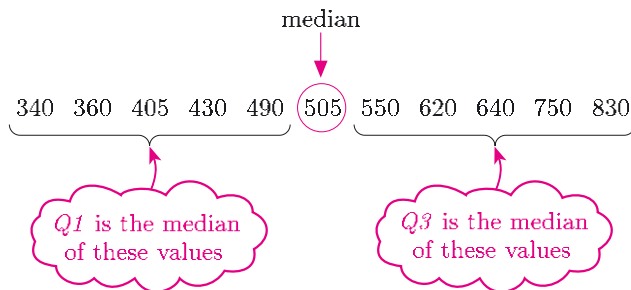 median
340 360 405 430 490 505 550 620 640 750 830
Q1 is the median
of these values
Q3 is the median
of these values